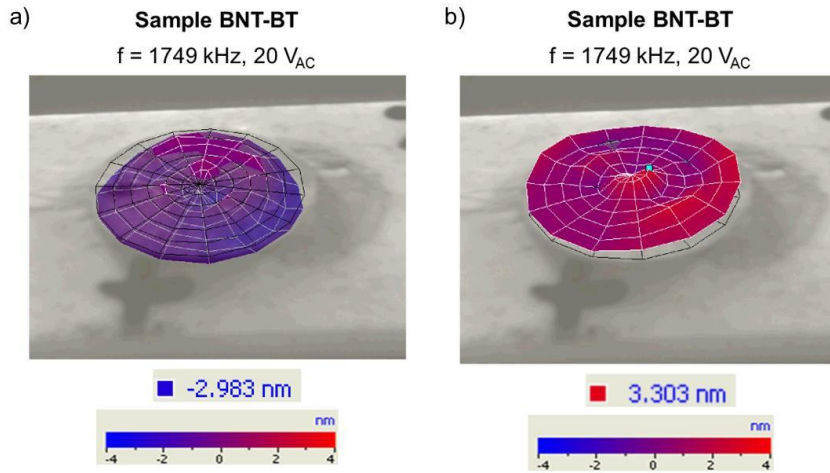 a)
Sample BNT-BT
f = 1749 kHz, 20 VAC
-2.983 nm
nm
-4 -2 0 2 4
b)
Sample BNT-BT
f = 1749 kHz, 20 VAC
3.303 nm
nm
-4 -2 0 2 4